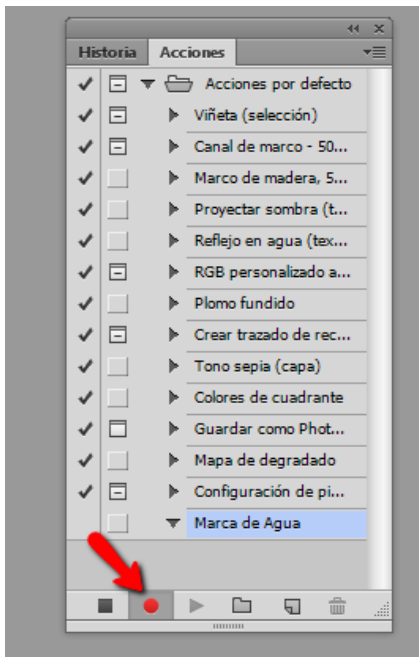 Historia Acciones
Acciones por defecto
Viñeta (selección)
Canal de marco - 50...
Marco de madera, 5...
Proyectar sombra (t...
Reflejo en agua (tex...
RGB personalizado a...
Plomo fundido
Crear trazado de rec...
Tono sepia (capa)
Colores de cuadrante
Guardar como Phot...
Mapa de degradado
Configuración de pi...
Marca de Agua